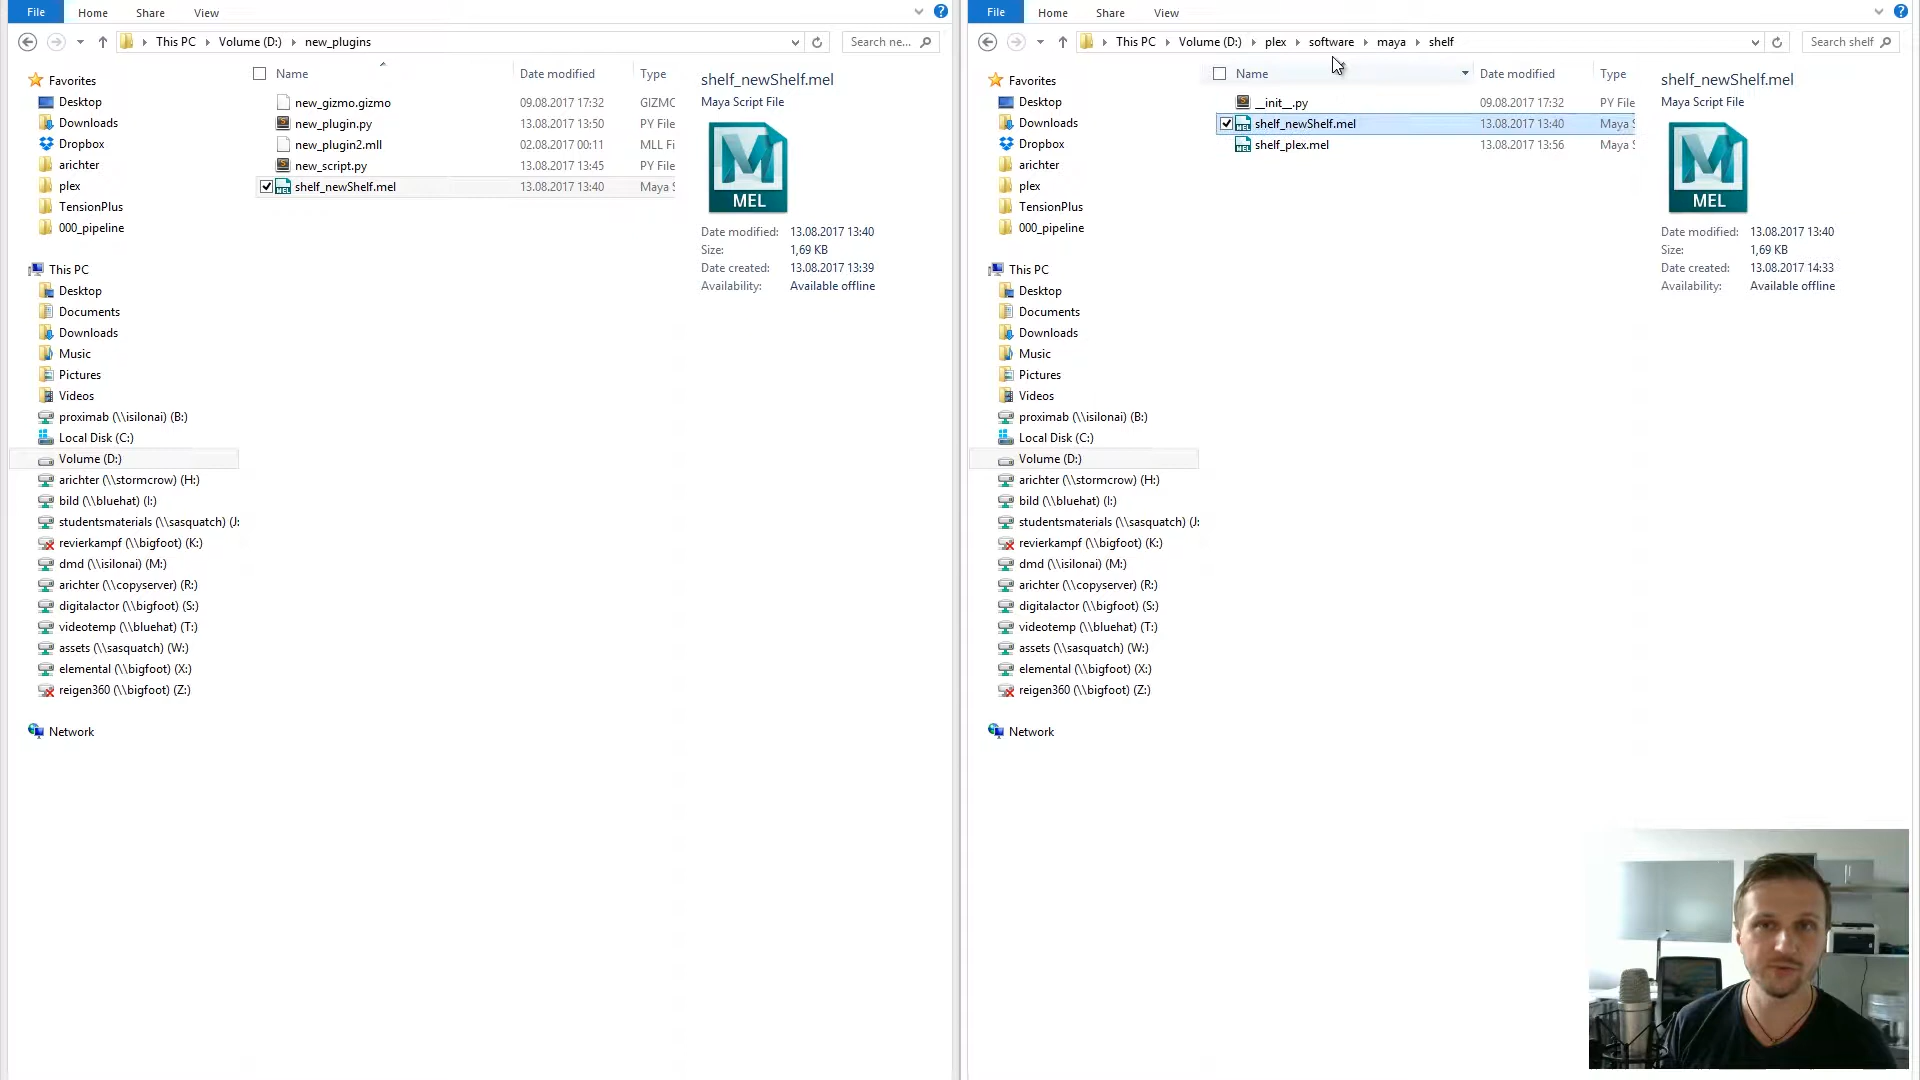 File Home Share View
This PC Volume (D:) new_plugins Search ne...
Favorites
Desktop
Downloads
Dropbox
arichter
plex
TensionPlus
000_pipeline
This PC
Desktop
Documents
Downloads
Music
Pictures
Videos
proximab (\\isilonai) (B:)
Local Disk (C:)
Volume (D:)
arichter (\\stormcrow) (H:)
bild (\\bluehat) (I:)
studentsmaterials (\\sasquatch) (J:
revierkampf (\\bigfoot) (K:)
dmd (\\isilonai) (M:)
arichter (\\copyserver) (R:)
digitalactor (\\bigfoot) (S:)
videotemp (\\bluehat) (T:)
assets (\\sasquatch) (W:)
elemental (\\bigfoot) (X:)
reigen360 (\\bigfoot) (Z:)
Network
Name Date modified Type
new_gizmo.gizmo 09.08.2017 17:32 GIZMC
new_plugin.py 13.08.2017 13:50 PY File
new_plugin2.mll 02.08.2017 00:11 MLL Fi
new_script.py 13.08.2017 13:45 PY File
shelf_newShelf.mel 13.08.2017 13:40 Maya S
shelf_newShelf.mel
Maya Script File
MEL
Date modified: 13.08.2017 13:40
Size: 1,69 KB
Date created: 13.08.2017 13:39
Availability: Available offline
File Home Share View
This PC Volume (D:) plex software maya shelf Search shelf
Favorites
Desktop
Downloads
Dropbox
arichter
plex
TensionPlus
000_pipeline
This PC
Desktop
Documents
Downloads
Music
Pictures
Videos
proximab (\\isilonai) (B:)
Local Disk (C:)
Volume (D:)
arichter (\\stormcrow) (H:)
bild (\\bluehat) (I:)
studentsmaterials (\\sasquatch) (J:
revierkampf (\\bigfoot) (K:)
dmd (\\isilonai) (M:)
arichter (\\copyserver) (R:)
digitalactor (\\bigfoot) (S:)
videotemp (\\bluehat) (T:)
assets (\\sasquatch) (W:)
elemental (\\bigfoot) (X:)
reigen360 (\\bigfoot) (Z:)
Network
Name Date modified Type
__init__.py 09.08.2017 17:32 PY File
shelf_newShelf.mel 13.08.2017 13:40 Maya S
shelf_plex.mel 13.08.2017 13:56 Maya S
shelf_newShelf.mel
Maya Script File
MEL
Date modified: 13.08.2017 13:40
Size: 1,69 KB
Date created: 13.08.2017 14:33
Availability: Available offline